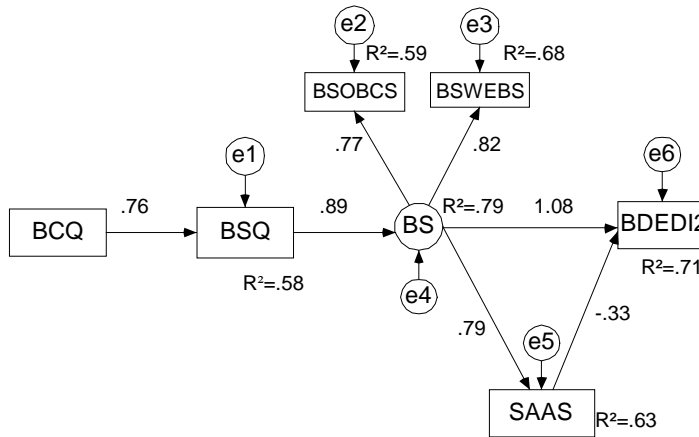 e2
e3
R²=.59
R²=.68
BSOBCS
BSWEBS
.77
.82
e1
e6
.76
.89
R²=.79
1.08
BCQ
BSQ
BS
BDEDI2
R²=.58
R²=.71
e4
.79
-.33
e5
SAAS
R²=.63